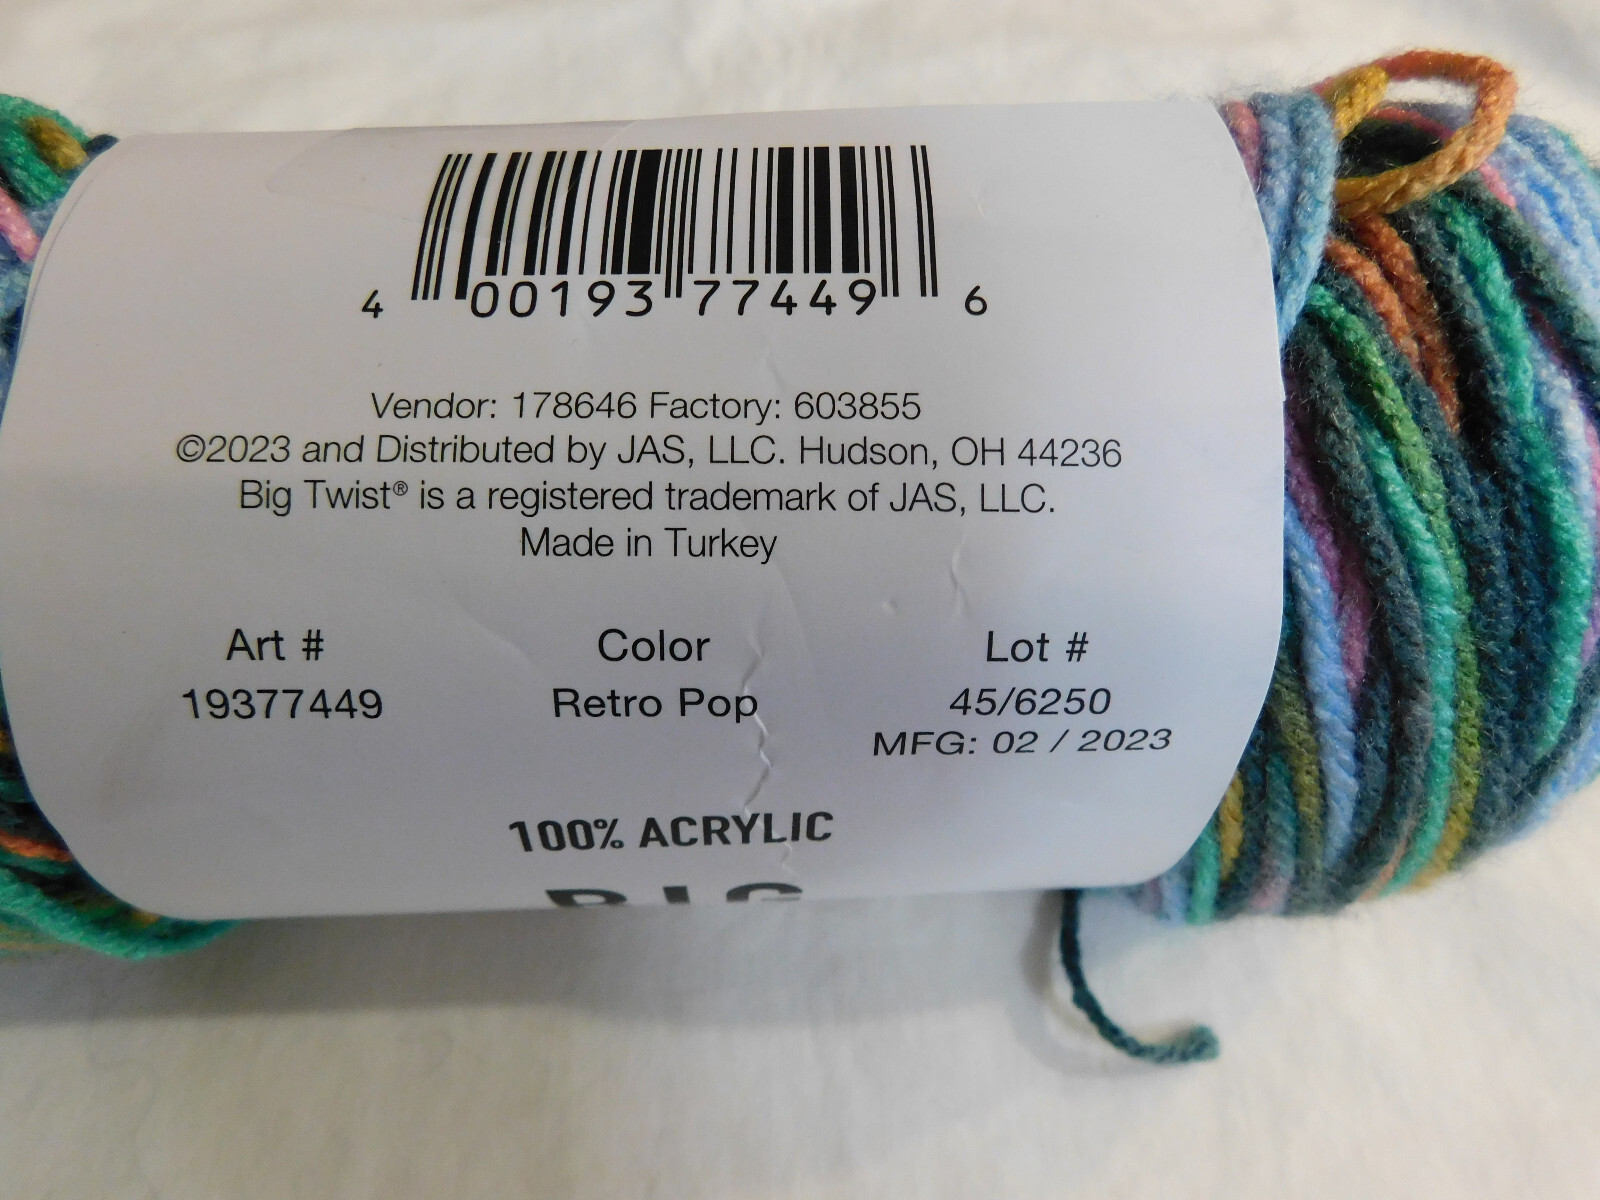 4 00193 77449 6
Vendor: 178646 Factory: 603855
©2023 and Distributed by JAS, LLC. Hudson, OH 44236
Big Twist® is a registered trademark of JAS, LLC.
Made in Turkey
Art # Color Lot #
19377449 Retro Pop 45/6250
MFG: 02 / 2023
100% ACRYLIC
BIG